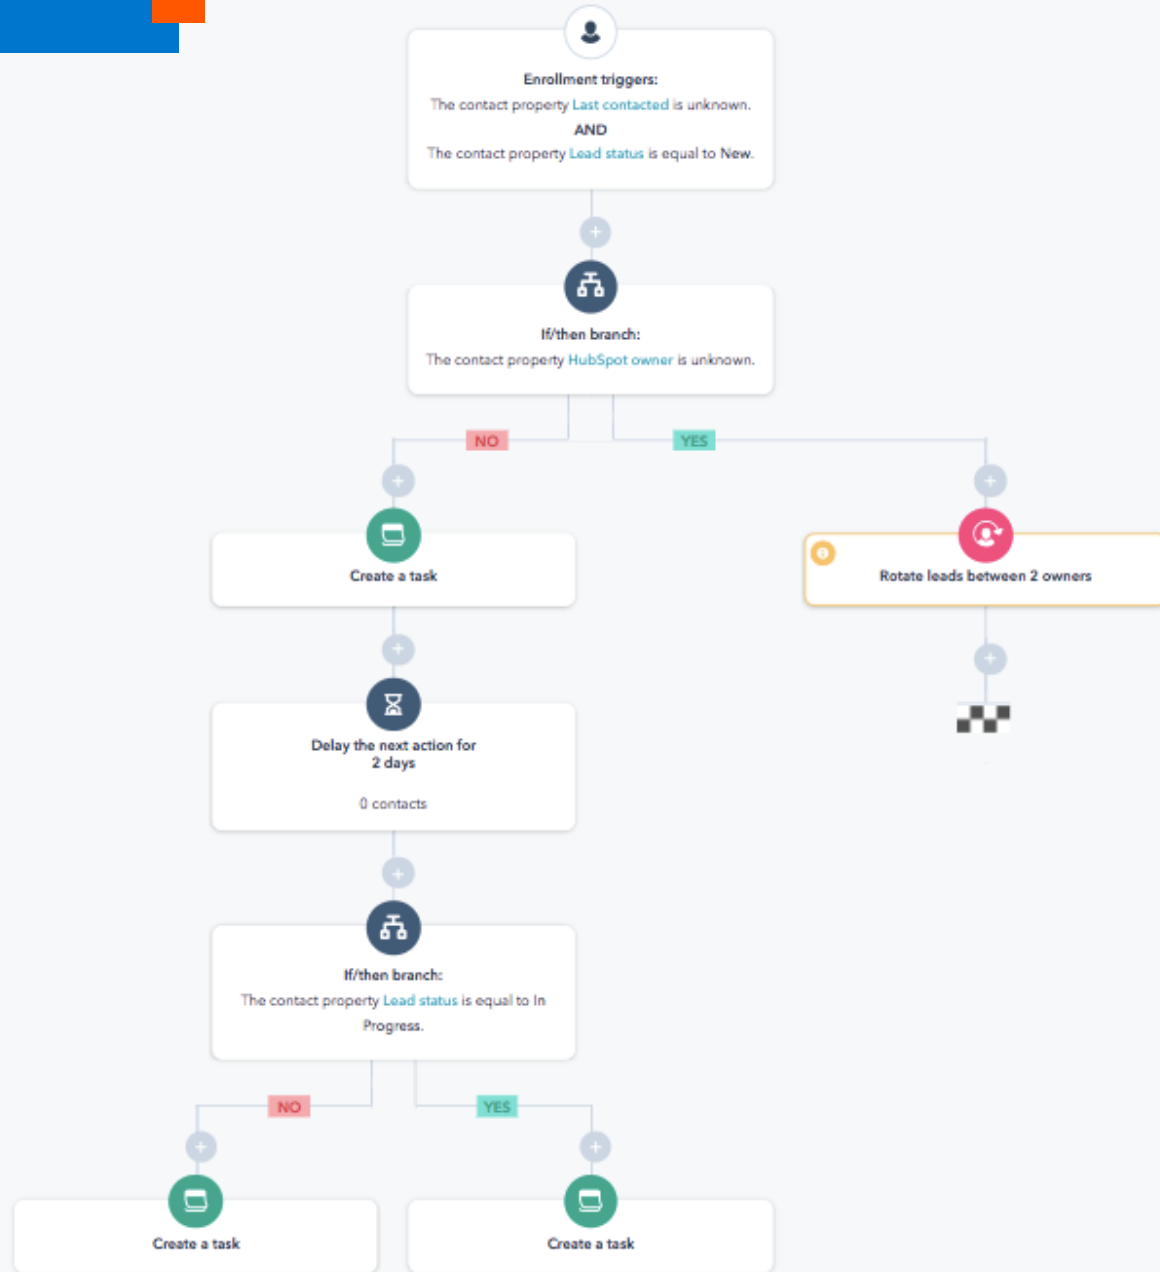 Enrollment triggers:
The contact property Last contacted is unknown.
AND
The contact property Lead status is equal to New.
If/then branch:
The contact property HubSpot owner is unknown.
NO
YES
Create a task
Rotate leads between 2 owners
Delay the next action for
2 days
0 contacts
If/then branch:
The contact property Lead status is equal to In
Progress.
NO
YES
Create a task
Create a task